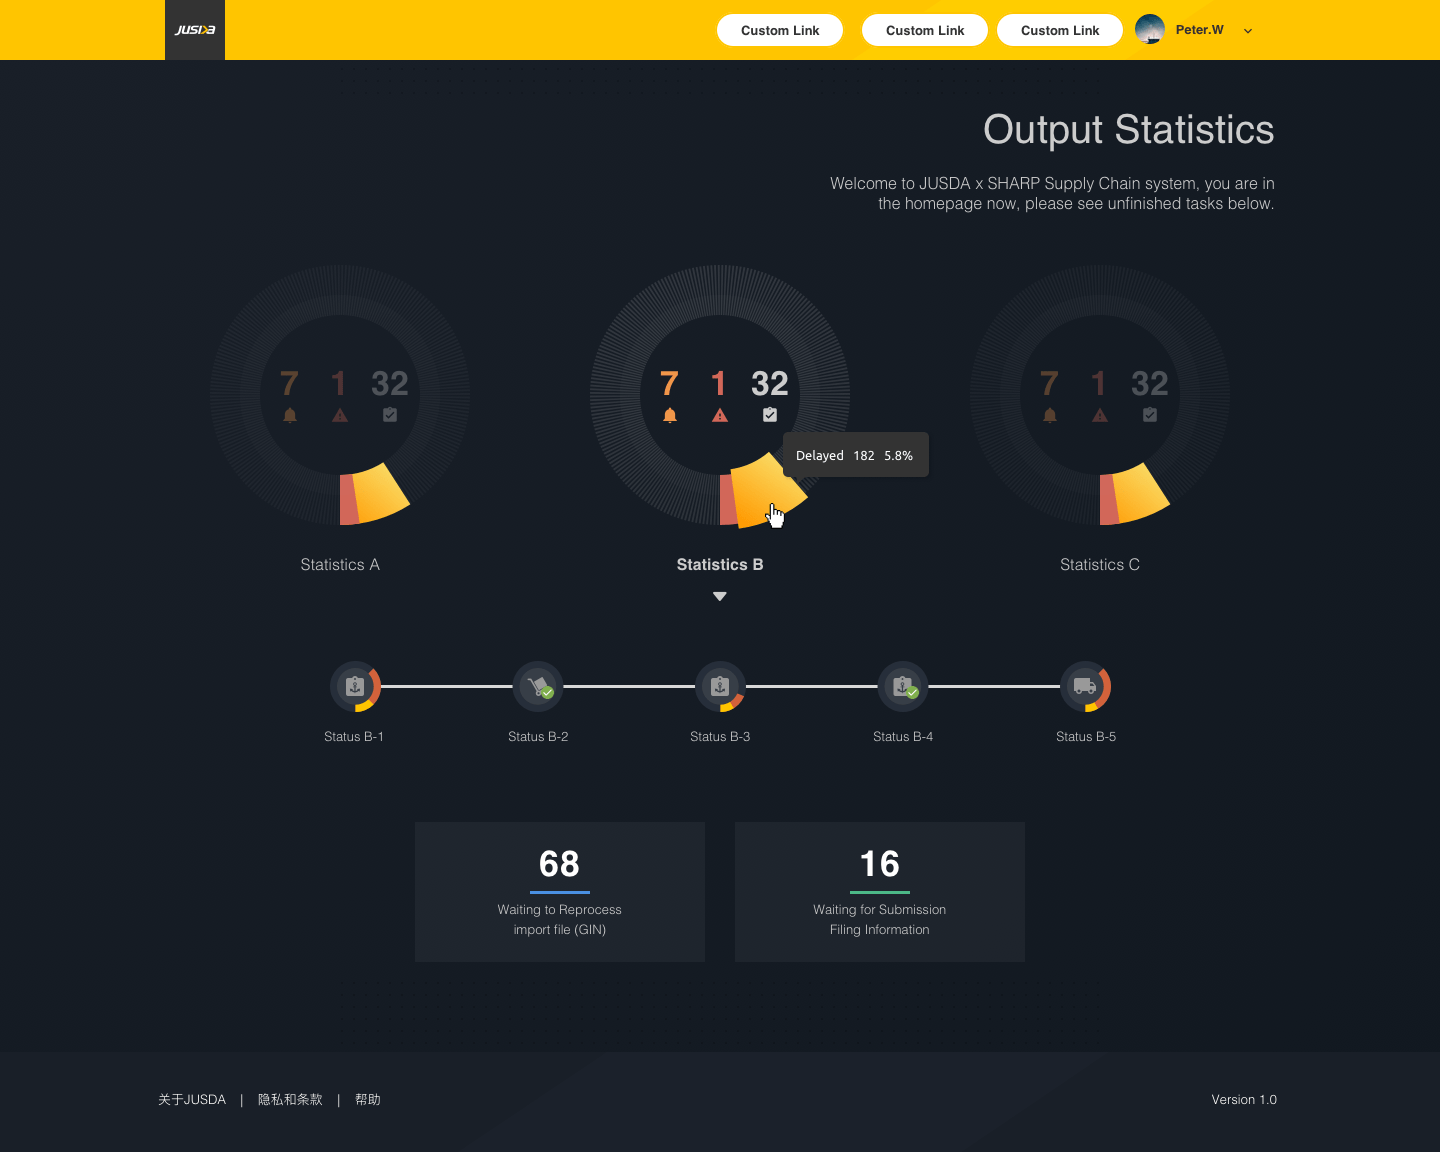 JUSDA
Custom Link
Custom Link
Custom Link
Peter.W
Output Statistics
Welcome to JUSDA x SHARP Supply Chain system, you are in
the homepage now, please see unfinished tasks below.
7 1 32
7 1 32
7 1 32
Delayed 182 5.8%
Statistics A
Statistics B
Statistics C
Status B-1
Status B-2
Status B-3
Status B-4
Status B-5
68
Waiting to Reprocess
import file (GIN)
16
Waiting for Submission
Filing Information
关于JUSDA | 隐私和条款 | 帮助
Version 1.0